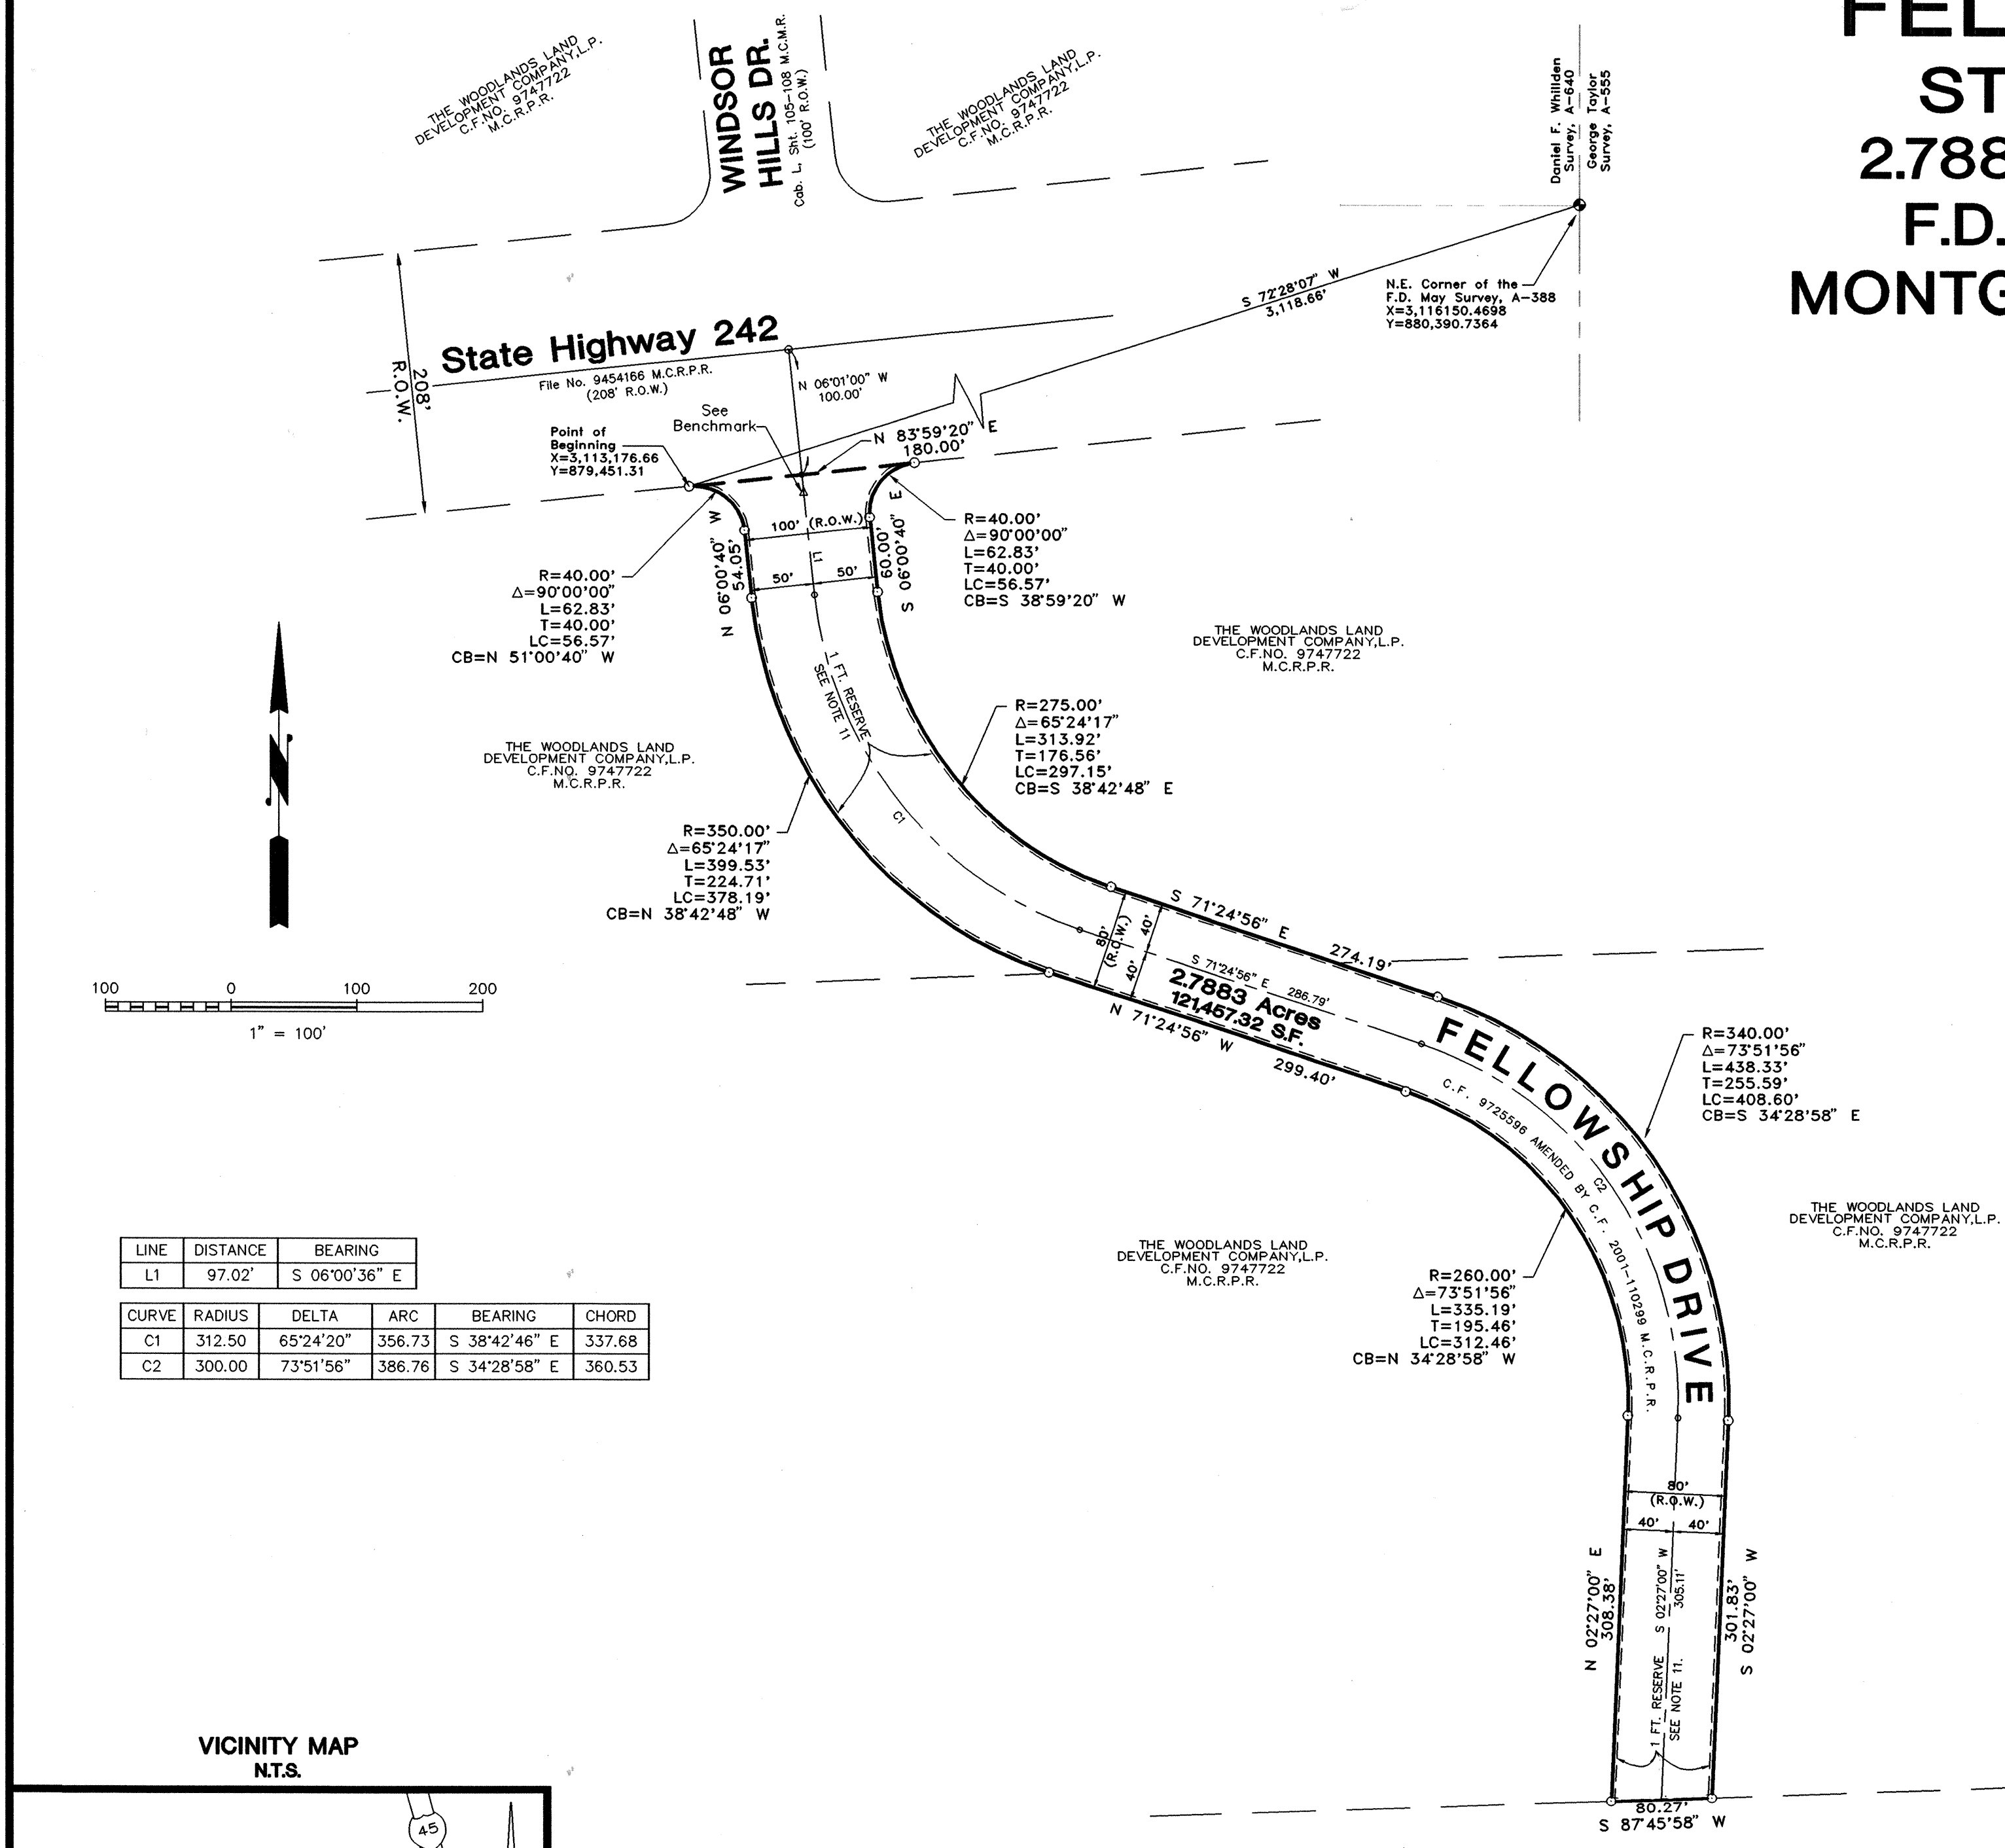 FEL
ST
2.788
F.D.
MONTG
THE WOODLANDS LAND
DEVELOPMENT COMPANY,L.P.
C.F.NO. 9747722
M.C.R.P.R.
WINDSOR
HILLS DR.
Cab. L, Sht. 105-108 M.C.M.R.
(100' R.O.W.)
THE WOODLANDS LAND
DEVELOPMENT COMPANY,L.P.
C.F.NO. 9747722
M.C.R.P.R.
Daniel F. Whillden
Survey, A-640
George Taylor
Survey, A-555
S 72°28'07" W
3,118.66'
N.E. Corner of the
F.D. May Survey, A-388
X=3,116150.4698
Y=880,390.7364
208'
R.O.W.
State Highway 242
File No. 9454166 M.C.R.P.R.
(208' R.O.W.)
N 06°01'00" W
100.00'
See
Benchmark
Point of
Beginning
X=3,113,176.66
Y=879,451.31
N 83°59'20" E
180.00'
100' (R.O.W.)
L1
50'
50'
N 06°00'40" W
54.05'
60.00'
S 06°00'40" E
R=40.00'
Δ=90°00'00"
L=62.83'
T=40.00'
LC=56.57'
CB=S 38°59'20" W
R=40.00'
Δ=90°00'00"
L=62.83'
T=40.00'
LC=56.57'
CB=N 51°00'40" W
N
THE WOODLANDS LAND
DEVELOPMENT COMPANY,L.P.
C.F.NO. 9747722
M.C.R.P.R.
1 FT. RESERVE
SEE NOTE 11
R=275.00'
Δ=65°24'17"
L=313.92'
T=176.56'
LC=297.15'
CB=S 38°42'48" E
THE WOODLANDS LAND
DEVELOPMENT COMPANY,L.P.
C.F.NO. 9747722
M.C.R.P.R.
C1
R=350.00'
Δ=65°24'17"
L=399.53'
T=224.71'
LC=378.19'
CB=N 38°42'48" W
S 71°24'56" E 274.19'
80'
(R.O.W.)
40'
40'
S 71°24'56" E 286.79'
2.7883 Acres
121,457.32 S.F.
N 71°24'56" W 299.40'
100 0 100 200
1" = 100'
FELLOWSHIP DRIVE
C.F. 9725596 AMENDED BY C.F. 2001-110299 M.C.R.P.R.
C2
R=340.00'
Δ=73°51'56"
L=438.33'
T=255.59'
LC=408.60'
CB=S 34°28'58" E
THE WOODLANDS LAND
DEVELOPMENT COMPANY,L.P.
C.F.NO. 9747722
M.C.R.P.R.
THE WOODLANDS LAND
DEVELOPMENT COMPANY,L.P.
C.F.NO. 9747722
M.C.R.P.R.
R=260.00'
Δ=73°51'56"
L=335.19'
T=195.46'
LC=312.46'
CB=N 34°28'58" W
LINE DISTANCE BEARING
L1 97.02' S 06°00'36" E
CURVE RADIUS DELTA ARC BEARING CHORD
C1 312.50 65°24'20" 356.73 S 38°42'46" E 337.68
C2 300.00 73°51'56" 386.76 S 34°28'58" E 360.53
80'
(R.O.W.)
40'
40'
N 02°27'00" E
308.38'
S 02°27'00" W
305.11'
301.83'
S 02°27'00" W
1 FT. RESERVE
SEE NOTE 11.
80.27'
S 87°45'58" W
VICINITY MAP
N.T.S.
45